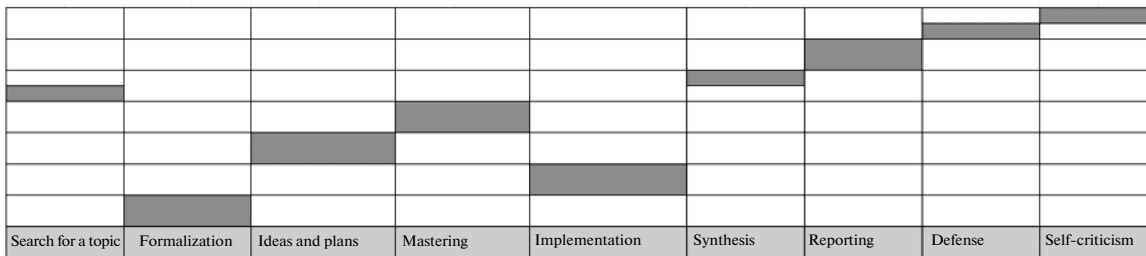 Search for a topic Formalization Ideas and plans Mastering Implementation Synthesis Reporting Defense Self-criticism